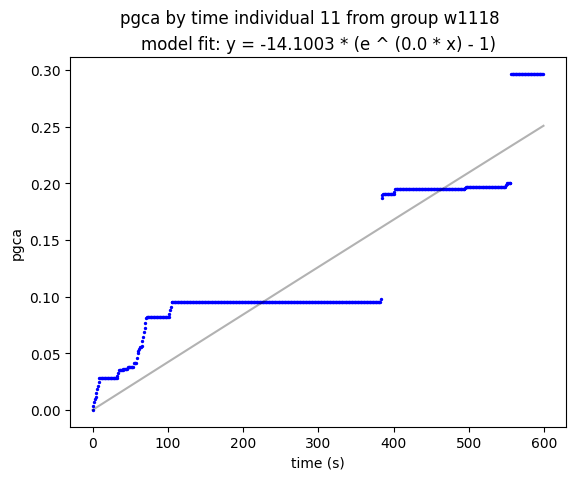 pgca by time individual 11 from group w1118
model fit: y = -14.1003 * (e ^ (0.0 * x) - 1)
0.30
0.25
0.20
0.15
0.10
0.05
0.00
pgca
0 100 200 300 400 500 600
time (s)